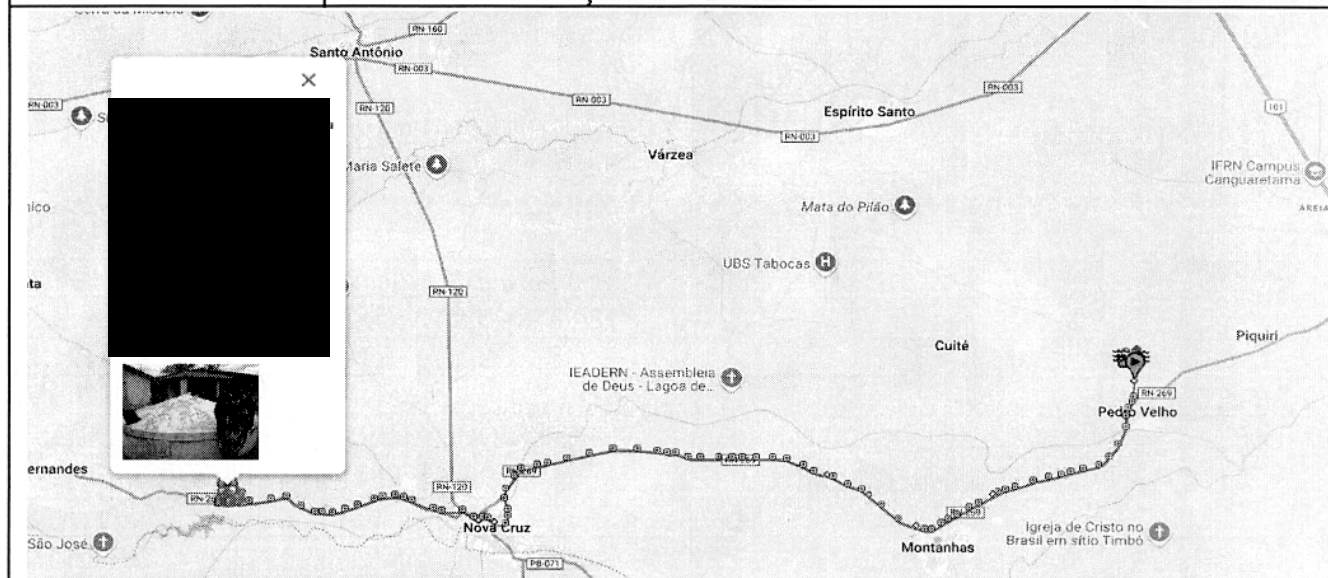 RN-160
Santo Antônio
RN-003
RN-003
RN-003
RN-003
RN-003
RN-120
Espírito Santo
101
Várzea
Maria Salete
IFRN Campus
Canguaretama
Mata do Pilão
UBS Tabocas
RN-120
Cuité
Piquiri
IEADERN - Assembleia
de Deus - Lagoa de..
RN 269
Pedro Velho
ernandes
RN-120
Nova Cruz
São José
Montanhas
Igreja de Cristo no
Brasil em sítio Timbó
PB-071